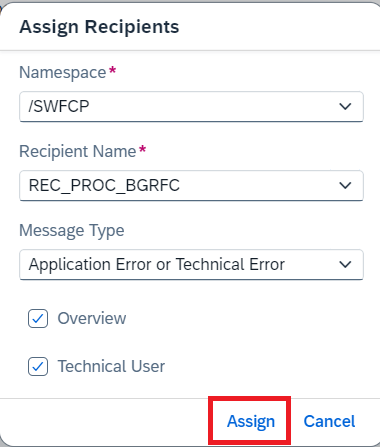 Assign Recipients
Namespace*
/SWFCP
Recipient Name*
REC_PROC_BGRFC
Message Type
Application Error or Technical Error
Overview
Technical User
Assign Cancel